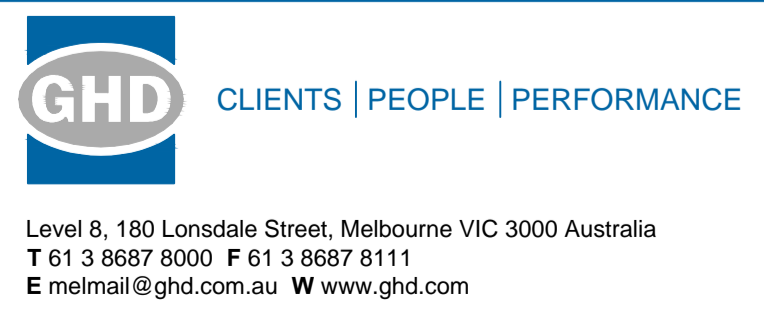 GHD
CLIENTS | PEOPLE | PERFORMANCE
Level 8, 180 Lonsdale Street, Melbourne VIC 3000 Australia
T 61 3 8687 8000 F 61 3 8687 8111
E melmail@ghd.com.au W www.ghd.com